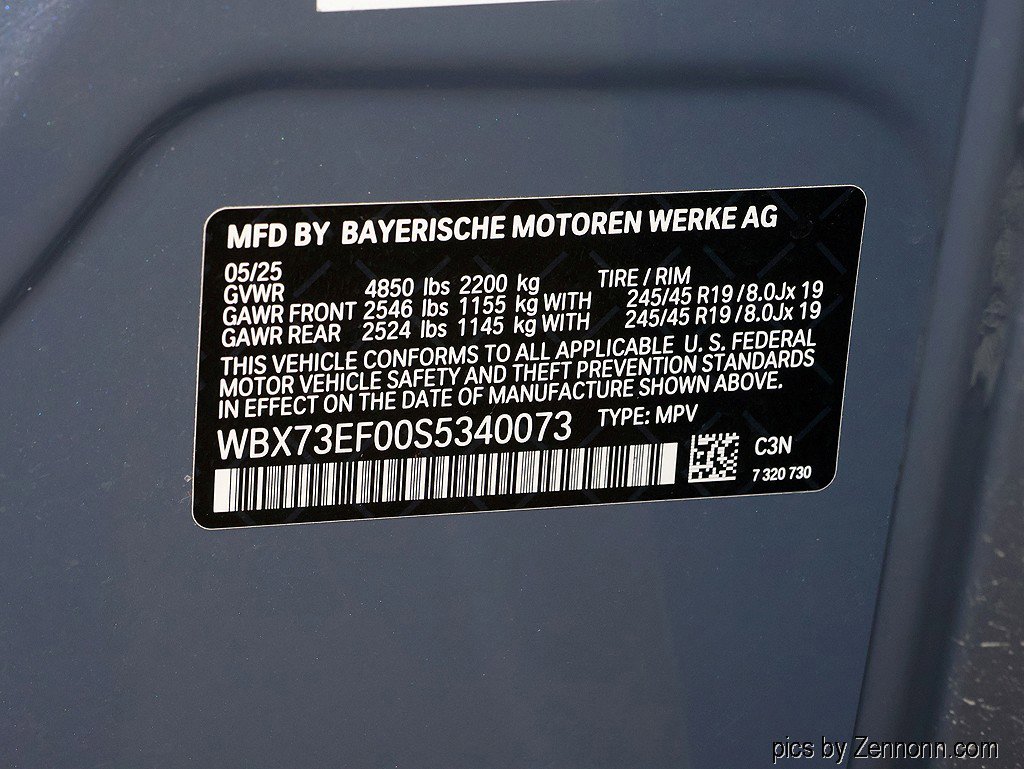 MFD BY BAYERISCHE MOTOREN WERKE AG
05/25
GVWR 4850 lbs 2200 kg TIRE / RIM
GAWR FRONT 2546 lbs 1155 kg WITH 245/45 R19 / 8.0Jx 19
GAWR REAR 2524 lbs 1145 kg WITH 245/45 R19 / 8.0Jx 19
THIS VEHICLE CONFORMS TO ALL APPLICABLE U. S. FEDERAL
MOTOR VEHICLE SAFETY AND THEFT PREVENTION STANDARDS
IN EFFECT ON THE DATE OF MANUFACTURE SHOWN ABOVE.
WBX73EF00S5340073 TYPE: MPV
C3N
7 320 730
pics by Zennonn.com